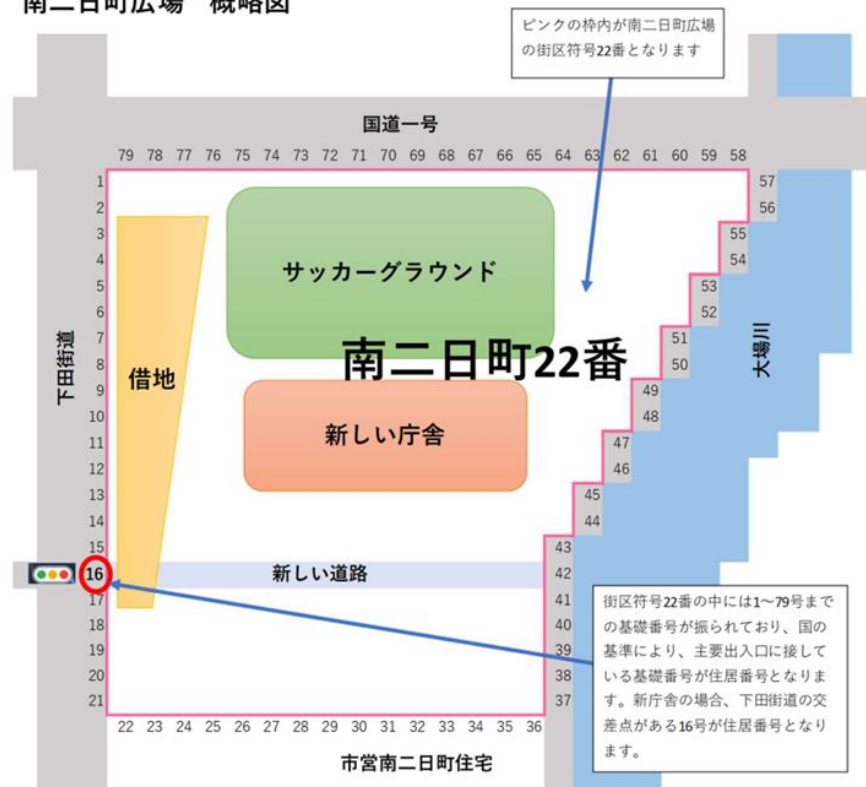 南二日町広場 概略図
ピンクの枠内が南二日町広場
の街区符号22番となります
国道一号
79 78 77 76 75 74 73 72 71 70 69 68 67 66 65 64 63 62 61 60 59 58
1
2
3
4
5
6
7
8
9
10
11
12
13
14
15
16
17
18
19
20
21
下田街道
借地
サッカーグラウンド
南二日町22番
新しい庁舎
新しい道路
57
56
55
54
53
52
51
50
49
48
47
46
45
44
43
42
41
40
39
38
37
大場川
街区符号22番の中には1～79号まで
の基礎番号が振られており、国の
基準により、主要出入口に接して
いる基礎番号が住居番号となりま
す。新庁舎の場合、下田街道の交
差点がある16号が住居番号となり
ます。
22 23 24 25 26 27 28 29 30 31 32 33 34 35 36
市営南二日町住宅